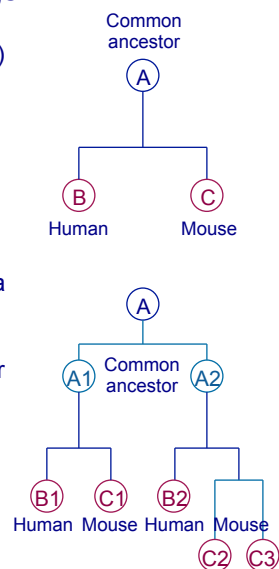 Common
ancestor
)
A
B
C
Human Mouse
a
A
r
A1 Common A2
ancestor
B1 C1 B2
Human Mouse Human Mouse
C2 C3